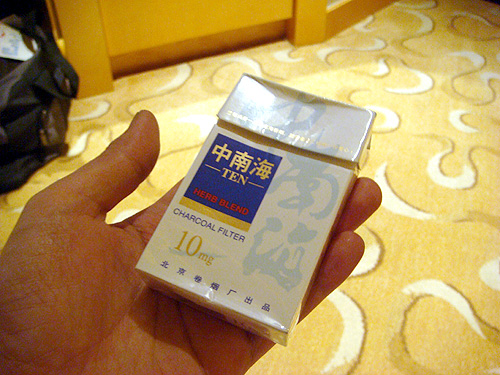 中南海
TEN
HERB BLEND
CHARCOAL FILTER
10mg
北京卷烟厂出品